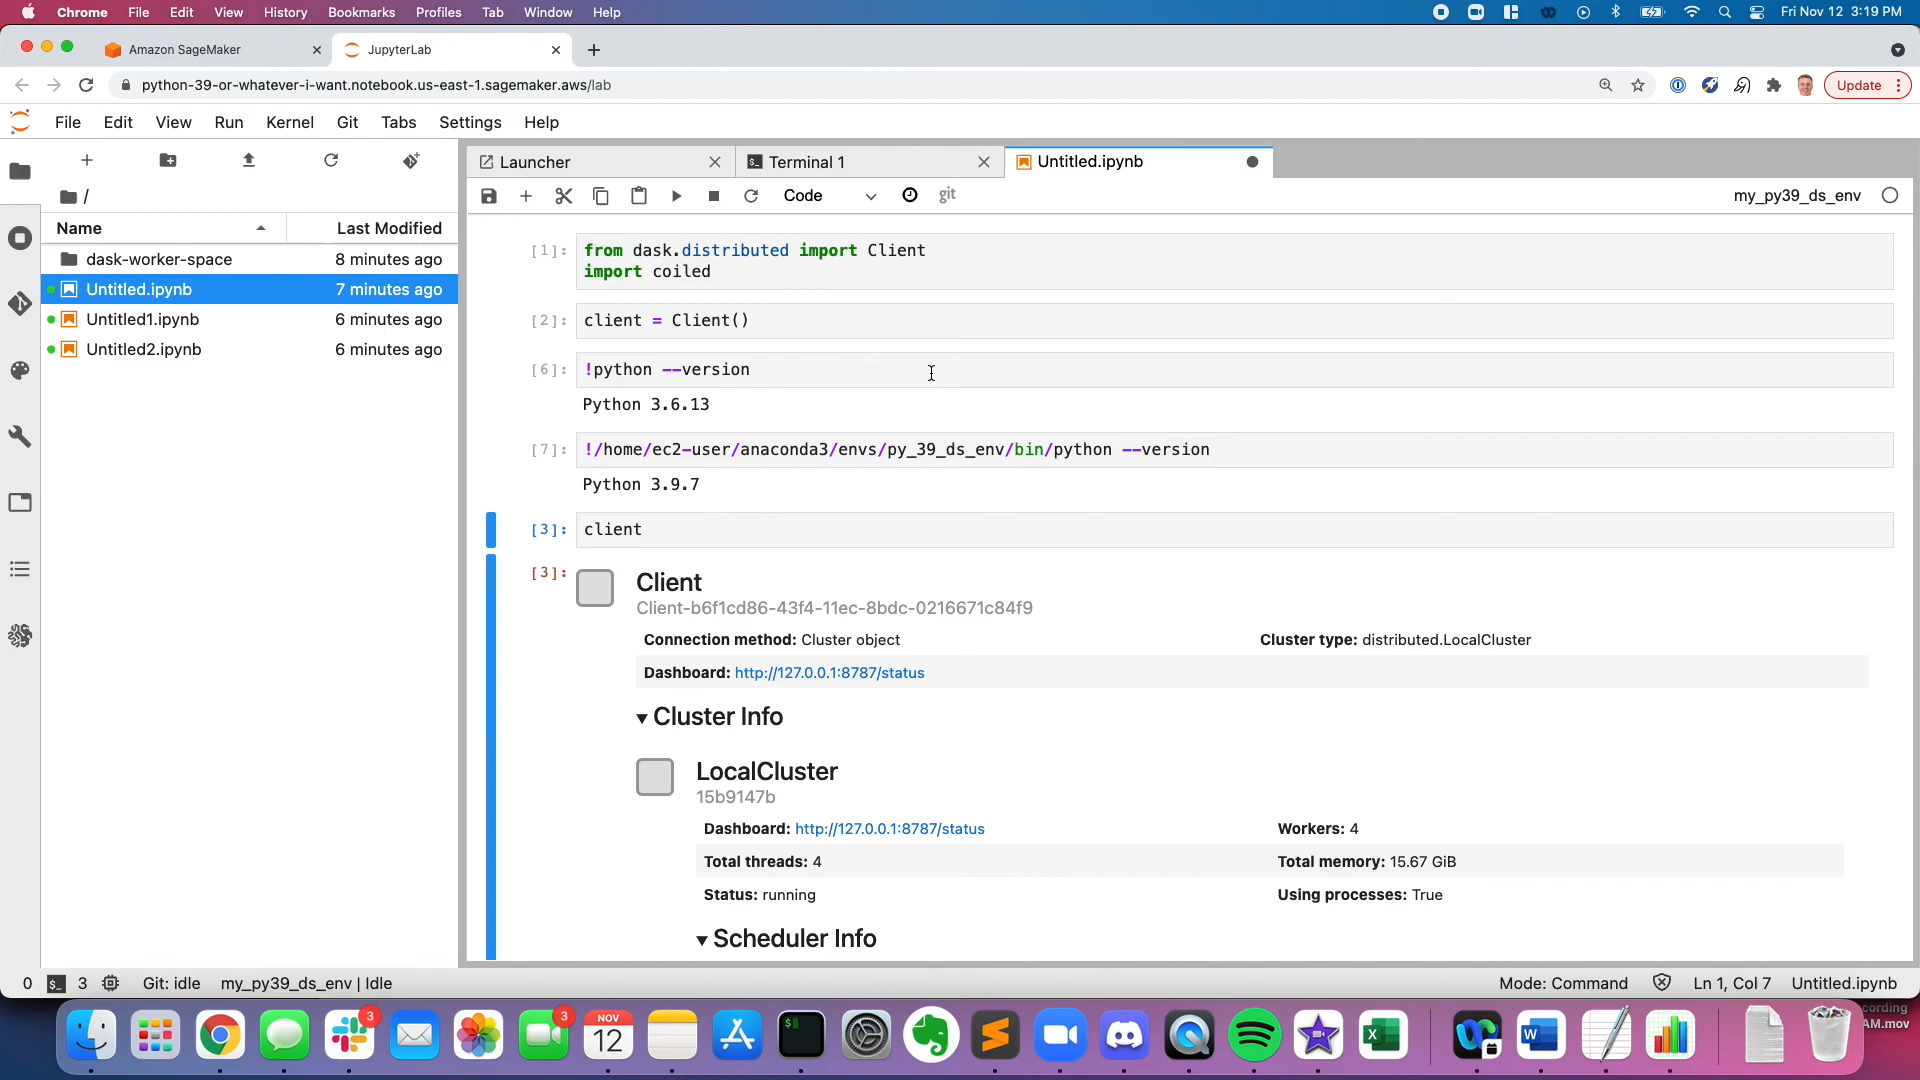 Chrome File Edit View History Bookmarks Profiles Tab Window Help Fri Nov 12 3:19 PM
Amazon SageMaker JupyterLab
python-39-or-whatever-i-want.notebook.us-east-1.sagemaker.aws/lab Update
File Edit View Run Kernel Git Tabs Settings Help
Launcher Terminal 1 Untitled.ipynb
/
Code git my_py39_ds_env
Name Last Modified
dask-worker-space 8 minutes ago
Untitled.ipynb 7 minutes ago
Untitled1.ipynb 6 minutes ago
Untitled2.ipynb 6 minutes ago
[1]: from dask.distributed import Client
import coiled
[2]: client = Client()
[6]: !python --version
Python 3.6.13
[7]: !/home/ec2-user/anaconda3/envs/py_39_ds_env/bin/python --version
Python 3.9.7
[3]: client
[3]: Client
Client-b6f1cd86-43f4-11ec-8bdc-0216671c84f9
Connection method: Cluster object Cluster type: distributed.LocalCluster
Dashboard: http://127.0.0.1:8787/status
Cluster Info
LocalCluster
15b9147b
Dashboard: http://127.0.0.1:8787/status Workers: 4
Total threads: 4 Total memory: 15.67 GiB
Status: running Using processes: True
Scheduler Info
0 $_ 3 Git: idle my_py39_ds_env | Idle Mode: Command Ln 1, Col 7 Untitled.ipynb
3 3 NOV
12
cording
AM.mov